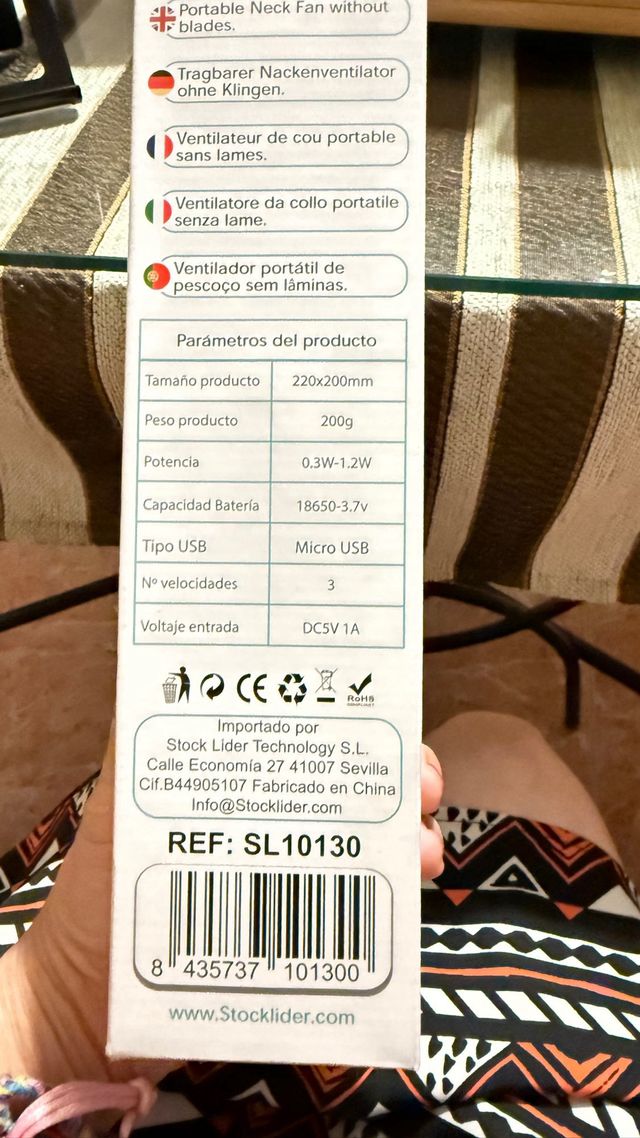 Portable Neck Fan without
blades.
Tragbarer Nackenventilator
ohne Klingen.
Ventilateur de cou portable
sans lames.
Ventilatore da collo portatile
senza lame.
Ventilador portátil de
pescoço sem lâminas.
Parámetros del producto
Tamaño producto 220x200mm
Peso producto 200g
Potencia 0.3W-1.2W
Capacidad Batería 18650-3.7v
Tipo USB Micro USB
Nº velocidades 3
Voltaje entrada DC5V 1A
CE
RoHS
Importado por
Stock Lider Technology S.L.
Calle Economía 27 41007 Sevilla
Cif.B44905107 Fabricado en China
Info@Stocklider.com
REF: SL10130
8 435737 101300
www.Stocklider.com